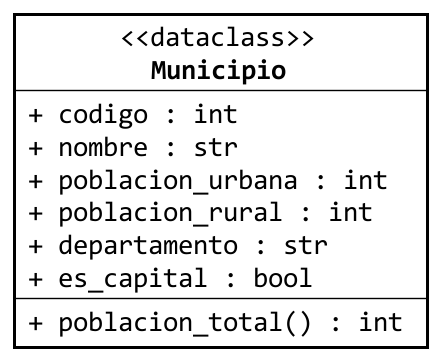 <<dataclass>>
Municipio
+ codigo : int
+ nombre : str
+ poblacion_urbana : int
+ poblacion_rural : int
+ departamento : str
+ es_capital : bool
+ poblacion_total() : int